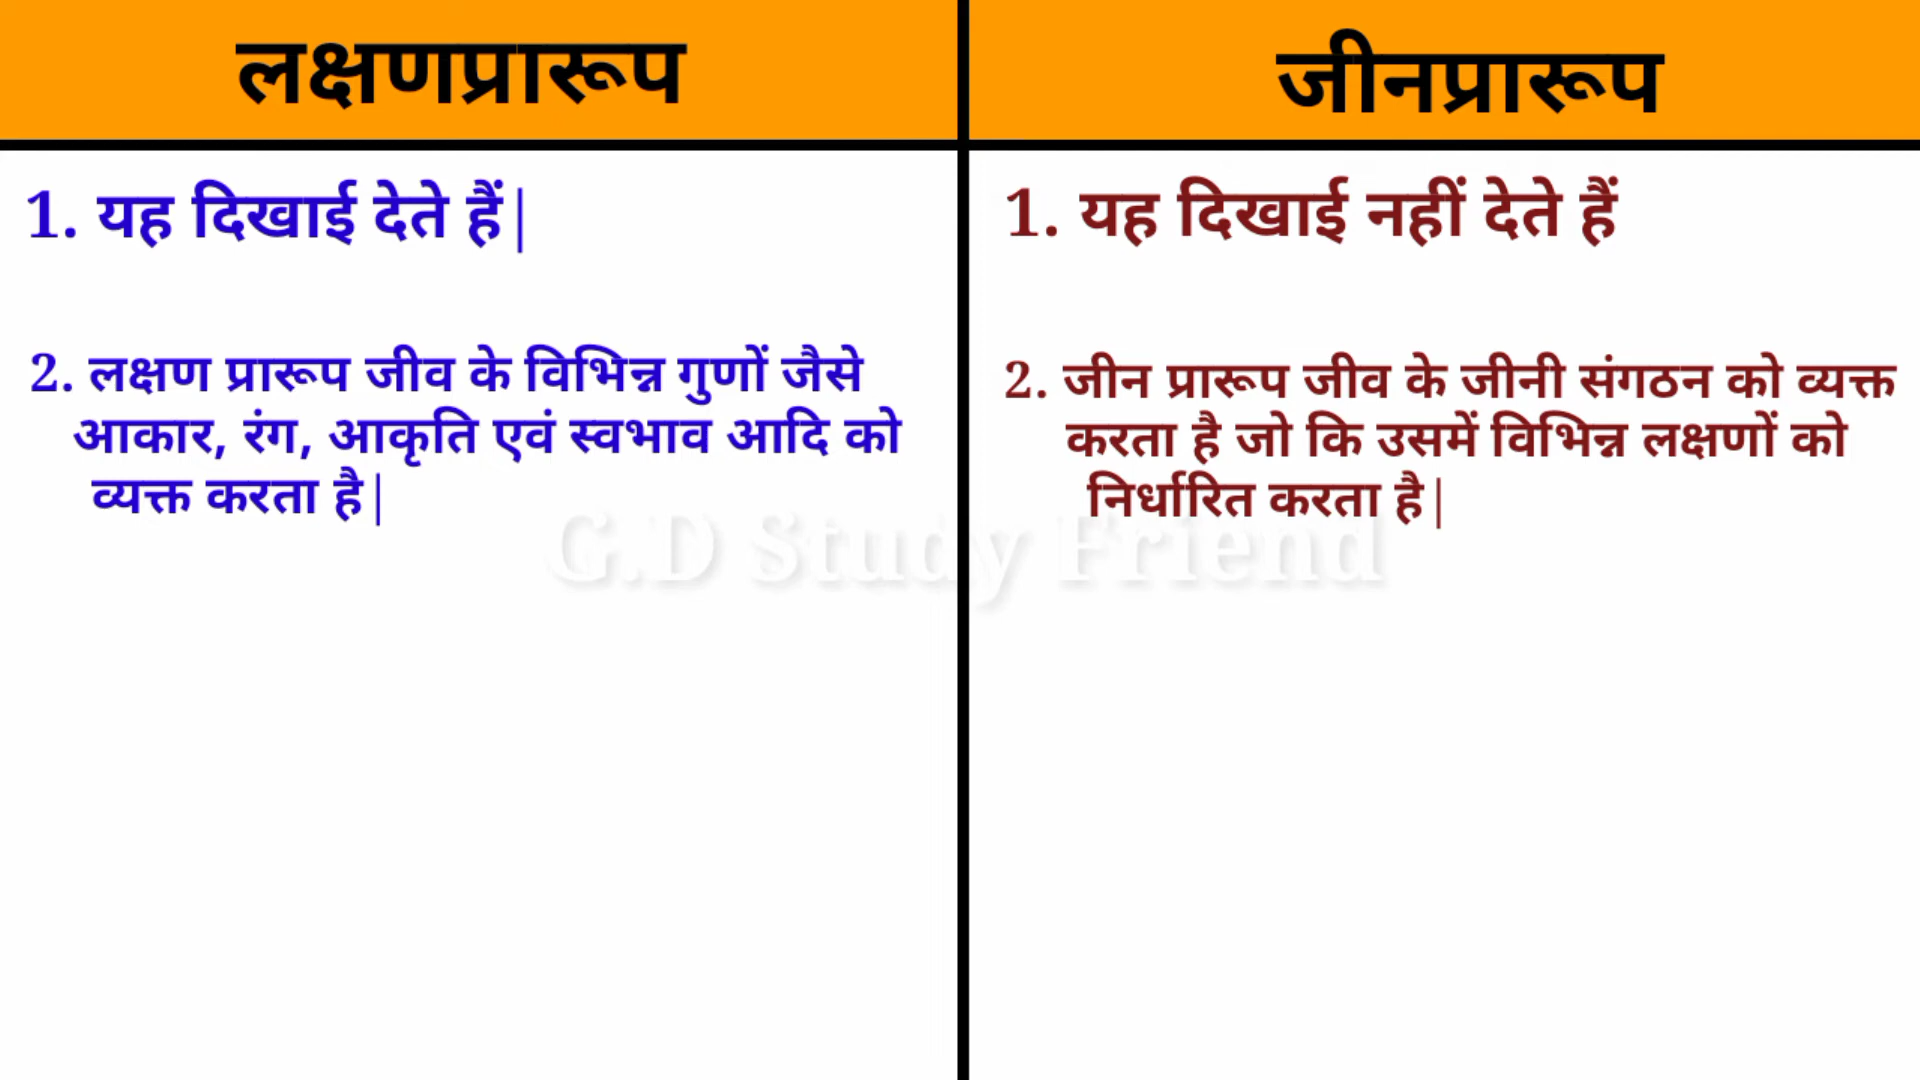 लक्षणप्रारूप
जीनप्रारूप
1. यह दिखाई देते हैं|
2. लक्षण प्रारूप जीव के विभिन्न गुणों जैसे
आकार, रंग, आकृति एवं स्वभाव आदि को
व्यक्त करता है|
1. यह दिखाई नहीं देते हैं
2. जीन प्रारूप जीव के जीनी संगठन को व्यक्त
करता है जो कि उसमें विभिन्न लक्षणों को
निर्धारित करता है|
G.D Study Friend